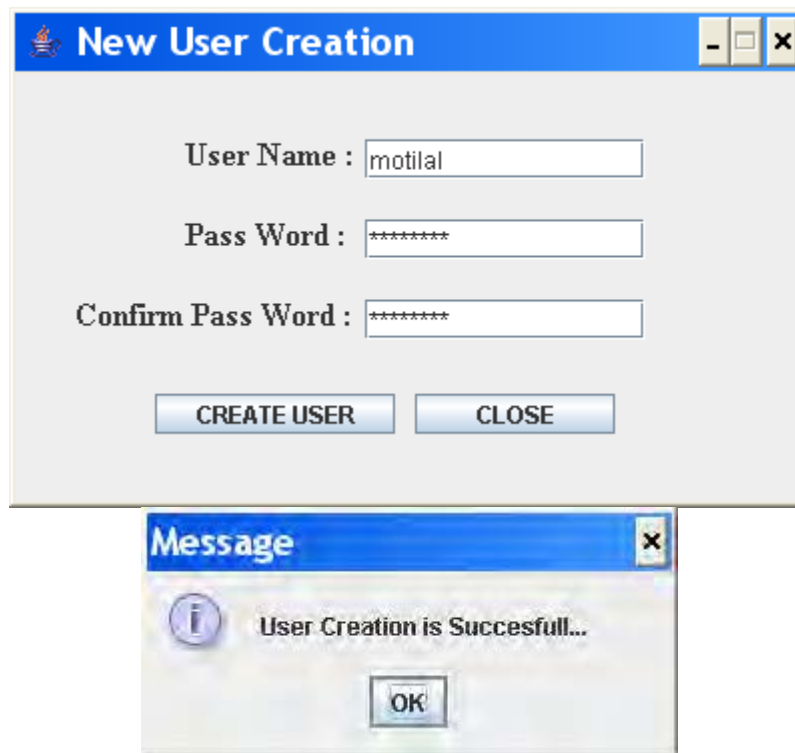 New User Creation
User Name : motilal
Pass Word : ********
Confirm Pass Word : ********
CREATE USER CLOSE
Message
i User Creation is Succesfull...
OK